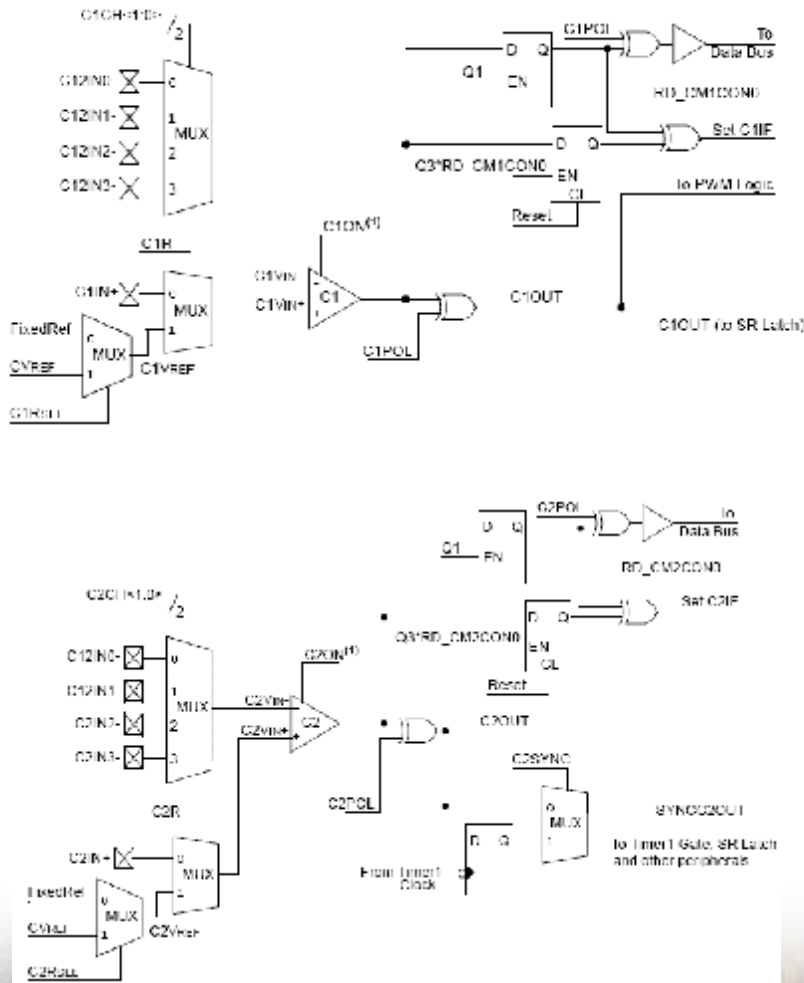 C1CH<1:0>
2
C12IN0-
0
C12IN1-
1
MUX
C12IN2-
2
C12IN3-
3
C1R
C1IN+
0
MUX
1
FixedRef
0
MUX
CVREF
1
C1VREF
C1RSEL
C1ON(1)
C1VIN-
-
C1
C1VIN+
+
C1POL
C1OUT
C1POL
To
Data Bus
D Q
Q1
EN
RD_CM1CON0
Set C1IF
D Q
Q3*RD_CM1CON0
EN
CL
Reset
To PWM Logic
C1OUT (to SR Latch)
C2CH<1:0>
2
C12IN0-
0
C12IN1
1
MUX
C2IN2-
2
C2IN3-
3
C2R
C2IN+
0
MUX
1
FixedRef
0
MUX
CVREF
1
C2VREF
C2RSEL
C2ON(1)
C2VIN-
C2
C2VIN+
+
C2POL
C2OUT
C2POL
To
Data Bus
D Q
Q1
EN
RD_CM2CON0
Set C2IF
D Q
Q3*RD_CM2CON0
EN
CL
Reset
C2SYNC
0
MUX
1
SYNCC2OUT
D Q
From Timer1
Clock
To Timer1 Gate, SR Latch
and other peripherals